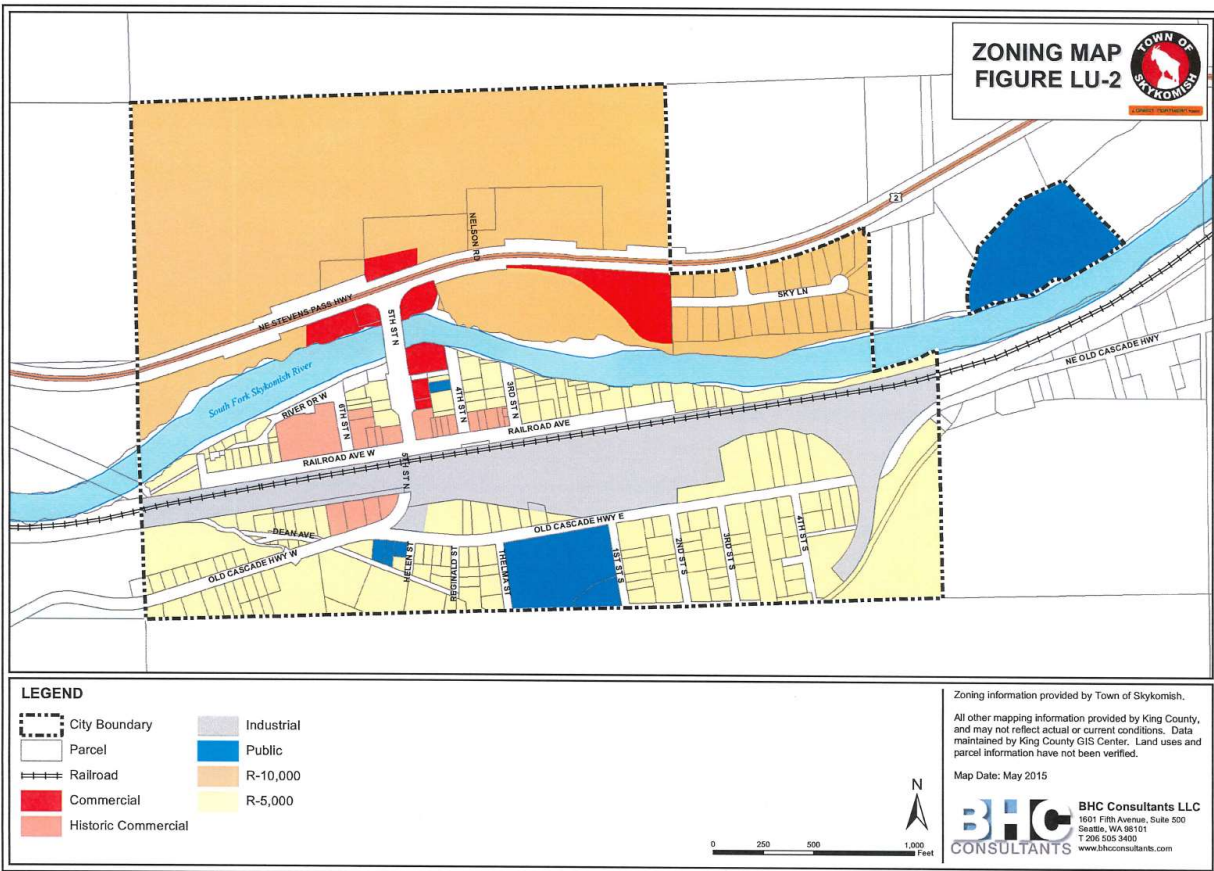 ZONING MAP
FIGURE LU-2
TOWN OF
SKYKOMISH
2
NELSON RD
NE STEVENS PASS HWY
SKY LN
5TH ST N
NE OLD CASCADE HWY
South Fork Skykomish River
RIVER DR W
6TH ST N
4TH ST N
3RD ST N
RAILROAD AVE
RAILROAD AVE W
5TH ST N
DEAN AVE
OLD CASCADE HWY E
OLD CASCADE HWY W
HELEN ST
REGINALD ST
THELMA ST
1ST ST S
2ND ST S
3RD ST S
4TH ST S
LEGEND
City Boundary
Parcel
Railroad
Commercial
Historic Commercial
Industrial
Public
R-10,000
R-5,000
N
0 250 500 1,000
Feet
Zoning information provided by Town of Skykomish.
All other mapping information provided by King County,
and may not reflect actual or current conditions. Data
maintained by King County GIS Center. Land uses and
parcel information have not been verified.
Map Date: May 2015
BHC
CONSULTANTS
BHC Consultants LLC
1601 Fifth Avenue, Suite 500
Seattle, WA 98101
T 206 505 3400
www.bhcconsultants.com